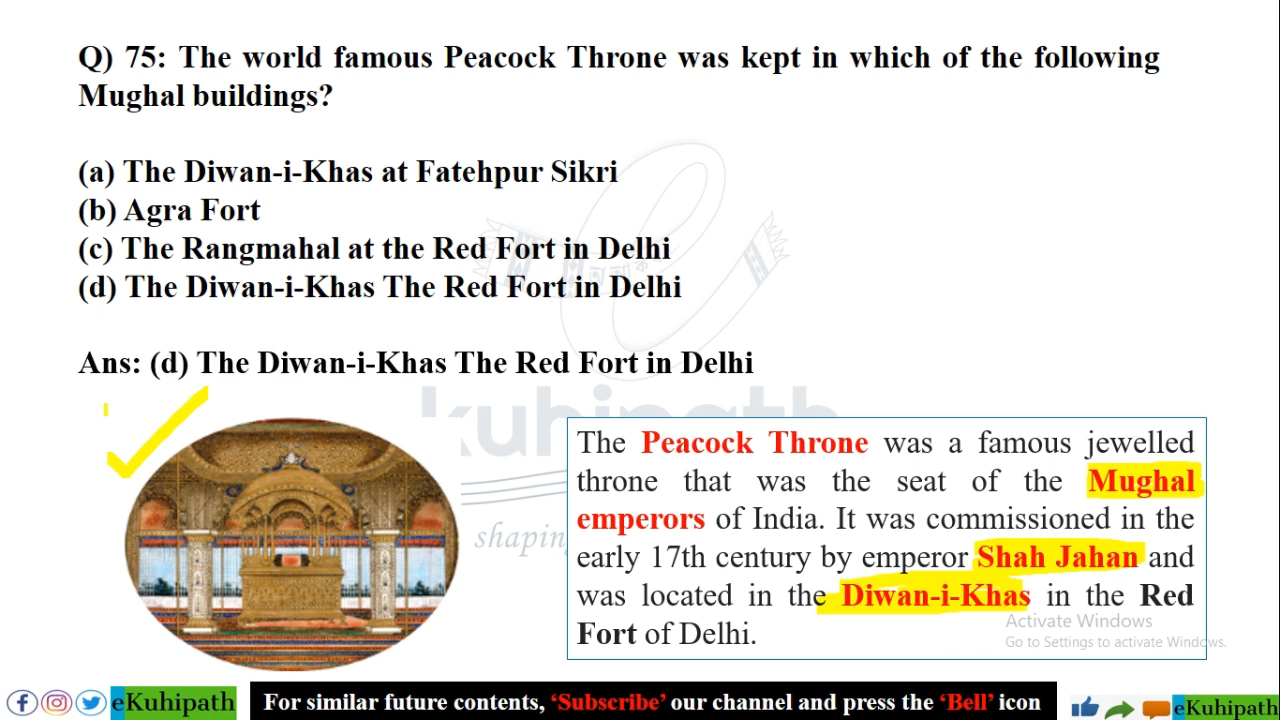 Q) 75: The world famous Peacock Throne was kept in which of the following
Mughal buildings?
(a) The Diwan-i-Khas at Fatehpur Sikri
(b) Agra Fort
(c) The Rangmahal at the Red Fort in Delhi
(d) The Diwan-i-Khas The Red Fort in Delhi
Ans: (d) The Diwan-i-Khas The Red Fort in Delhi
kuhipath
shaping
The Peacock Throne was a famous jewelled
throne that was the seat of the Mughal
emperors of India. It was commissioned in the
early 17th century by emperor Shah Jahan and
was located in the Diwan-i-Khas in the Red
Fort of Delhi.
Activate Windows
Go to Settings to activate Windows.
eKuhipath
For similar future contents, ‘Subscribe’ our channel and press the ‘Bell’ icon
eKuhipath